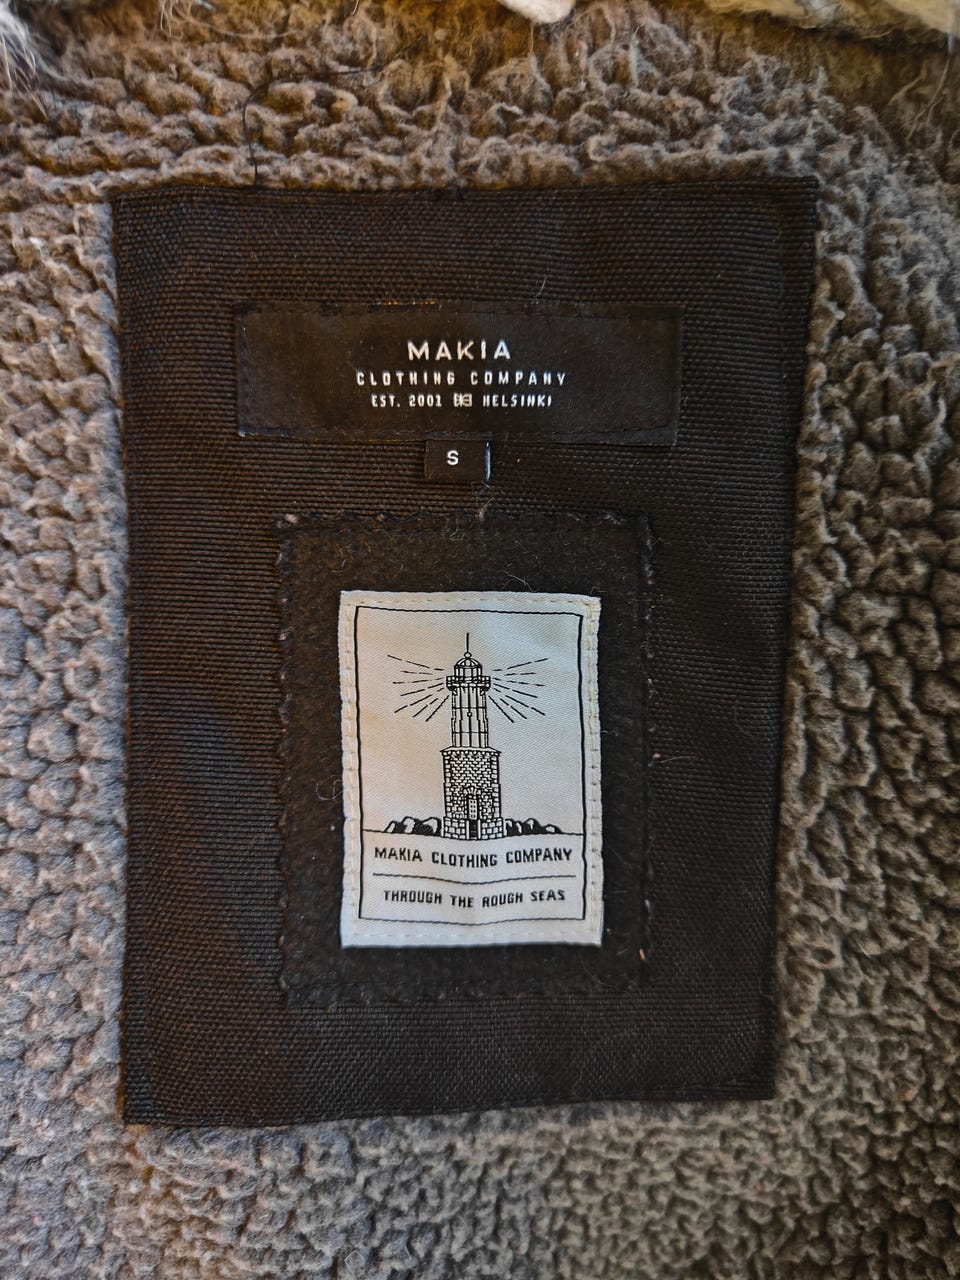 MAKIA
CLOTHING COMPANY
EST. 2001 HELSINKI
S
MAKIA CLOTHING COMPANY
THROUGH THE ROUGH SEAS